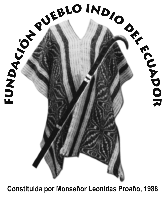 FUNDACIÓN PUEBLO INDIO DEL ECUADOR
Constituida por Monseñor Leonidas Proaño, 1988